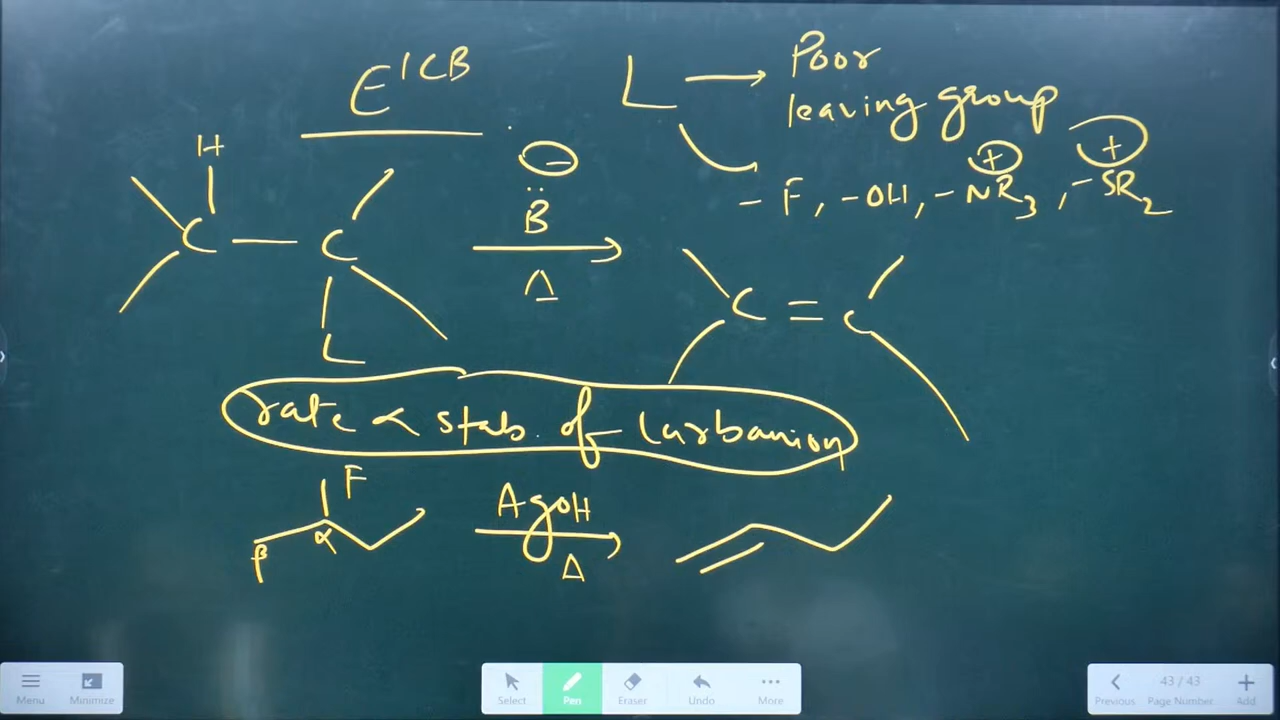 E1CB
L → Poor
leaving group
- F, -OH, -NR₃⁺, -SR₂⁺
H
C — C
L
B̈⊖
Δ
C = C
rate ∝ stab. of Carbanion
F
β α
AgOH
Δ
Menu Minimize Select Pen Eraser Undo More Previous 43 / 43 Page Number Add